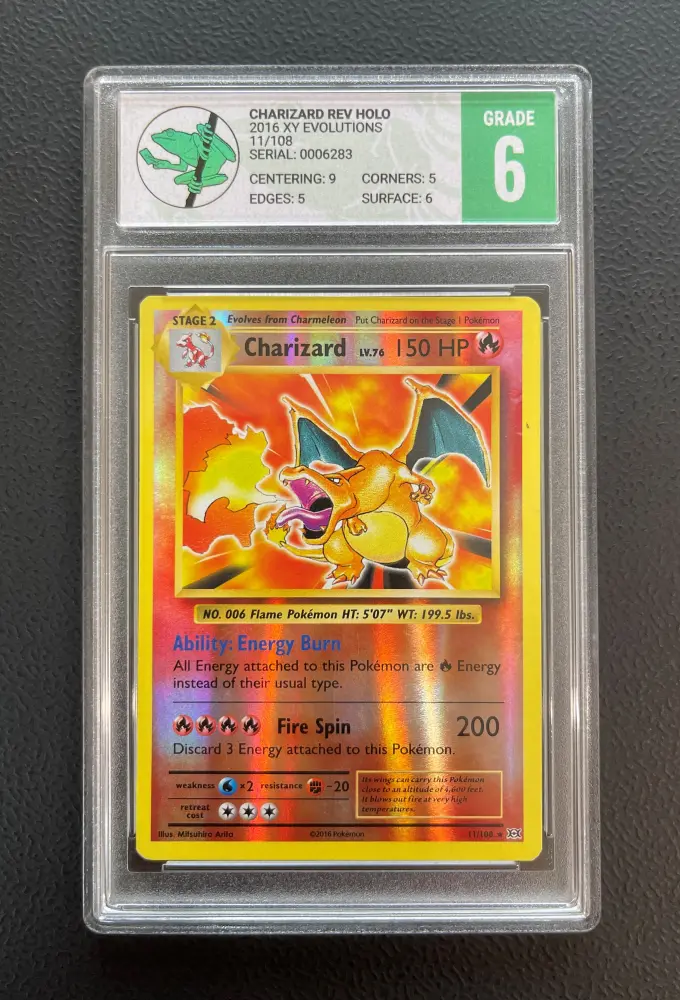 CHARIZARD REV HOLO
2016 XY EVOLUTIONS
11/108
SERIAL: 0006283
CENTERING: 9 CORNERS: 5
EDGES: 5 SURFACE: 6
GRADE
6
STAGE 2 Evolves from Charmeleon Put Charizard on the Stage 1 Pokémon
Charizard LV.76 150 HP
NO. 006 Flame Pokémon HT: 5'07" WT: 199.5 lbs.
Ability: Energy Burn
All Energy attached to this Pokémon are Energy
instead of their usual type.
Fire Spin 200
Discard 3 Energy attached to this Pokémon.
weakness x2 resistance -20
retreat
cost
Its wings can carry this Pokémon
close to an altitude of 4,600 feet.
It blows out fire at very high
temperatures.
Illus. Mitsuhiro Arita ©2016 Pokémon 11/108